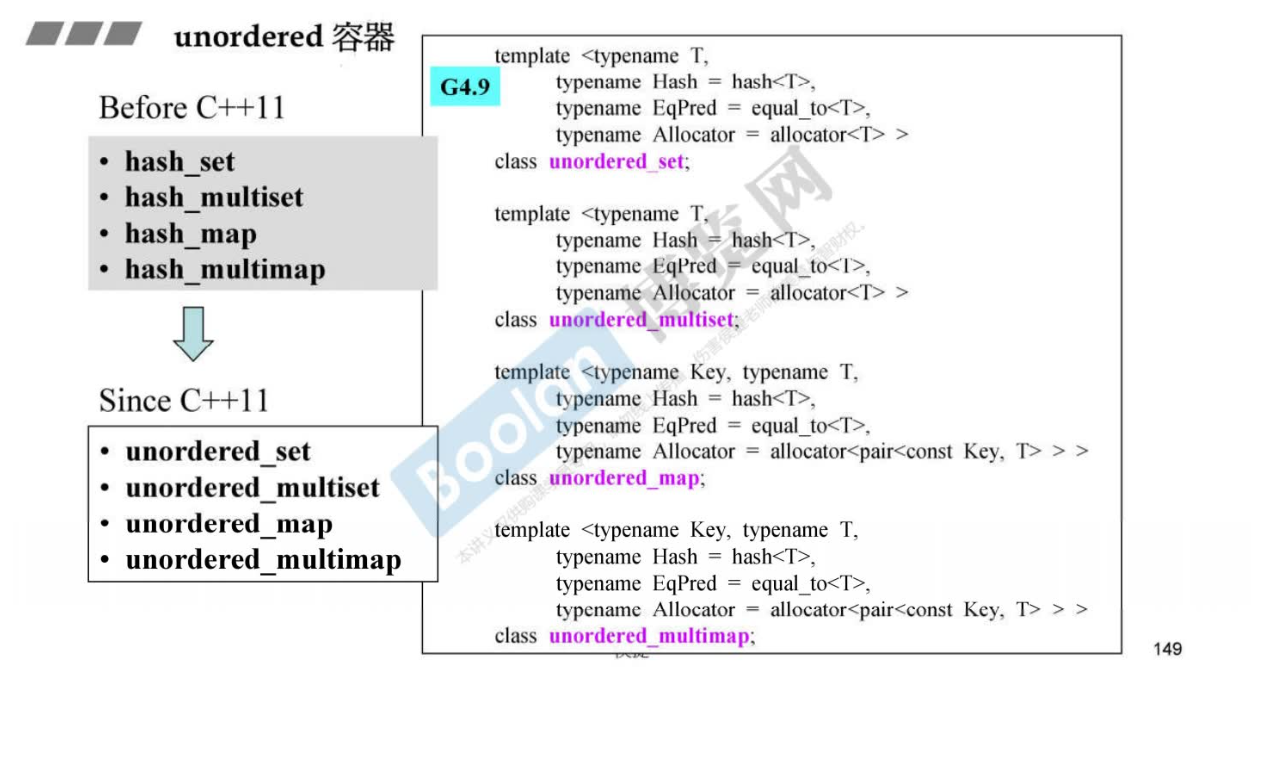 unordered 容器
Before C++11
• hash_set
• hash_multiset
• hash_map
• hash_multimap
Since C++11
• unordered_set
• unordered_multiset
• unordered_map
• unordered_multimap
G4.9
template <typename T,
typename Hash = hash<T>,
typename EqPred = equal_to<T>,
typename Allocator = allocator<T> >
class unordered_set;
template <typename T,
typename Hash = hash<T>,
typename EqPred = equal_to<T>,
typename Allocator = allocator<T> >
class unordered_multiset;
template <typename Key, typename T,
typename Hash = hash<T>,
typename EqPred = equal_to<T>,
typename Allocator = allocator<pair<const Key, T> > >
class unordered_map;
template <typename Key, typename T,
typename Hash = hash<T>,
typename EqPred = equal_to<T>,
typename Allocator = allocator<pair<const Key, T> > >
class unordered_multimap;
Boolan 博览网
149